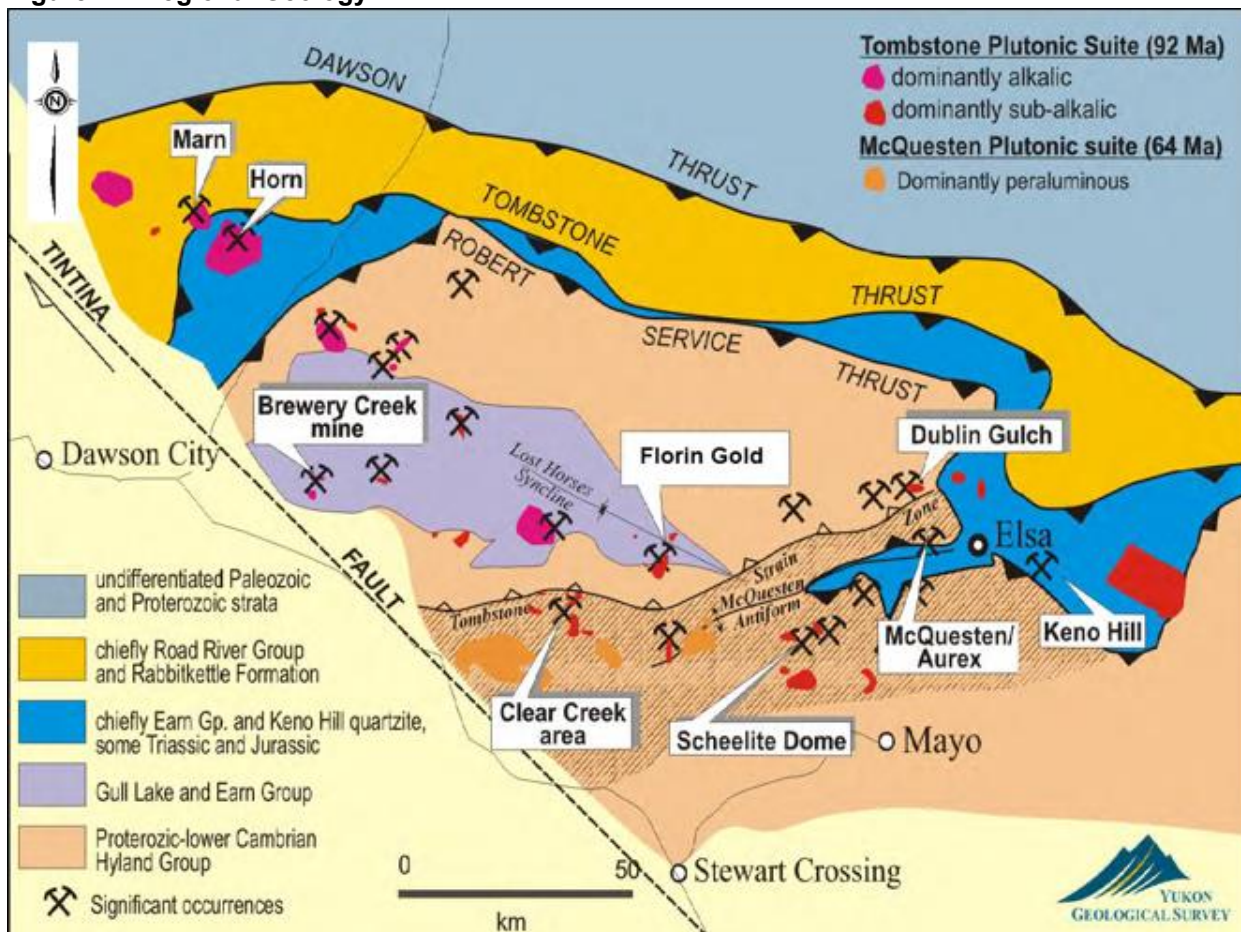 DAWSON
THRUST
Tombstone Plutonic Suite (92 Ma)
dominantly alkalic
dominantly sub-alkalic
McQuesten Plutonic suite (64 Ma)
Dominantly peraluminous
N
Marn
Horn
TOMBSTONE
THRUST
ROBERT
SERVICE
THRUST
TINTINA
FAULT
Brewery Creek
mine
Dawson City
Lost Horses
Syncline
Florin Gold
Dublin Gulch
Tombstone
Strain
Zone
McQuesten
Antiform
Elsa
Keno Hill
McQuesten/
Aurex
Clear Creek
area
Scheelite Dome
Mayo
Stewart Crossing
undifferentiated Paleozoic
and Proterozoic strata
chiefly Road River Group
and Rabbitkettle Formation
chiefly Earn Gp. and Keno Hill quartzite,
some Triassic and Jurassic
Gull Lake and Earn Group
Proterozic-lower Cambrian
Hyland Group
Significant occurrences
0 50
km
YUKON
GEOLOGICAL SURVEY